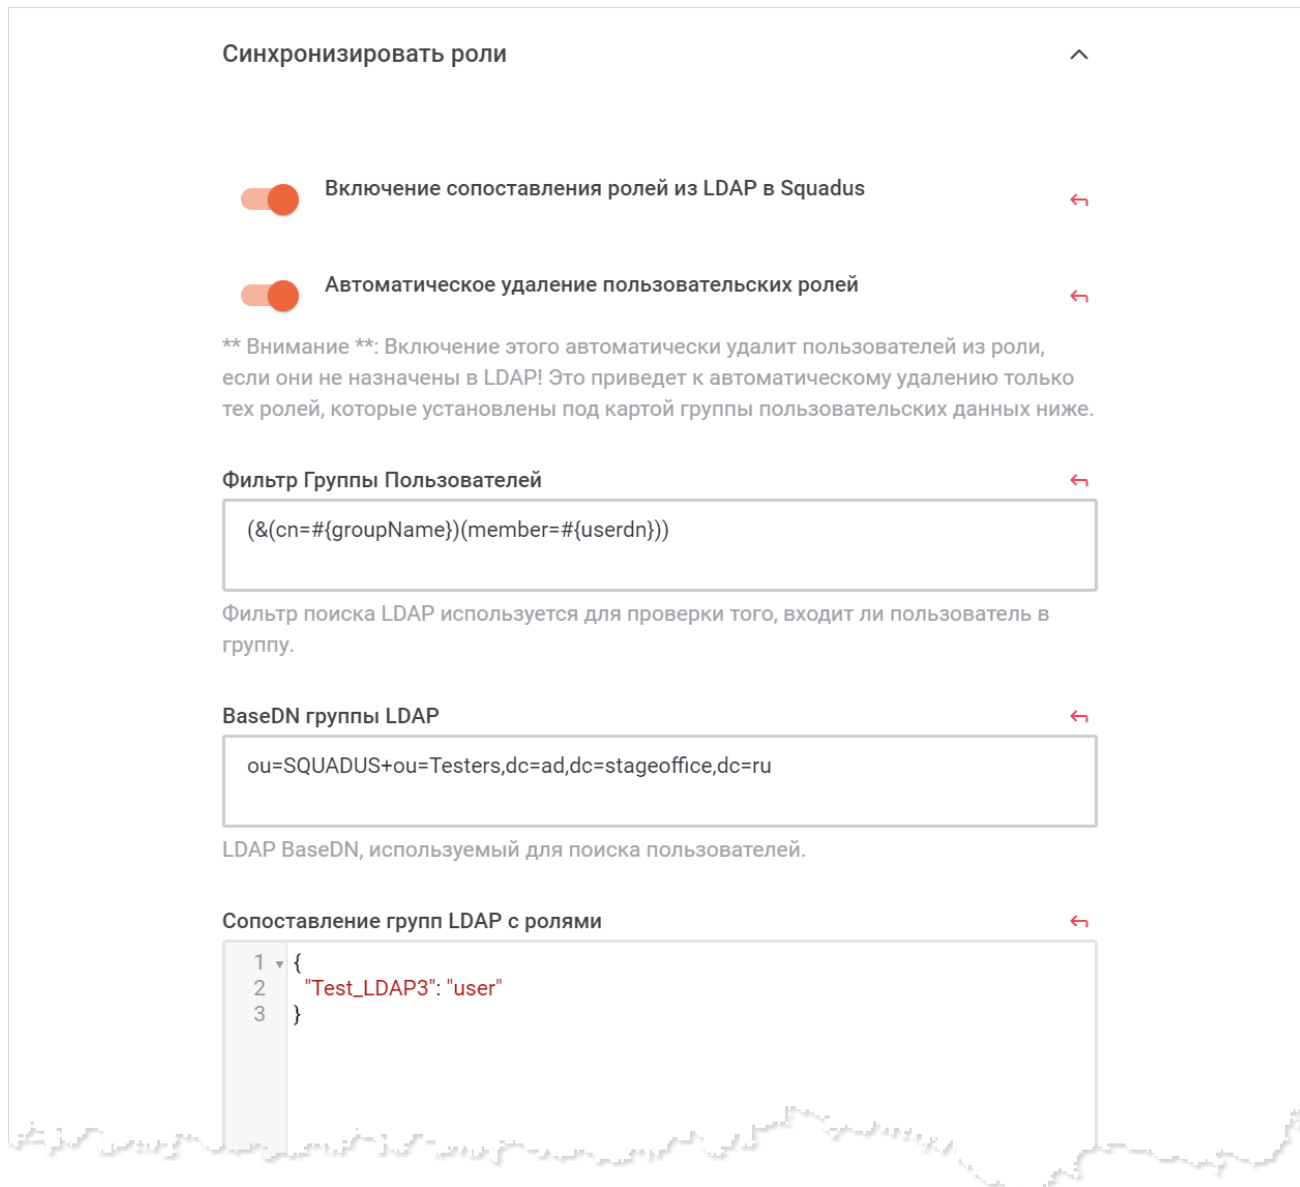 Синхронизировать роли
Включение сопоставления ролей из LDAP в Squadus
Автоматическое удаление пользовательских ролей
** Внимание **: Включение этого автоматически удалит пользователей из роли,
если они не назначены в LDAP! Это приведет к автоматическому удалению только
тех ролей, которые установлены под картой группы пользовательских данных ниже.
Фильтр Группы Пользователей
(&(cn=#{groupName})(member=#{userdn}))
Фильтр поиска LDAP используется для проверки того, входит ли пользователь в
группу.
BaseDN группы LDAP
ou=SQUADUS+ou=Testers,dc=ad,dc=stageoffice,dc=ru
LDAP BaseDN, используемый для поиска пользователей.
Сопоставление групп LDAP с ролями
1 {
2 "Test_LDAP3": "user"
3 }